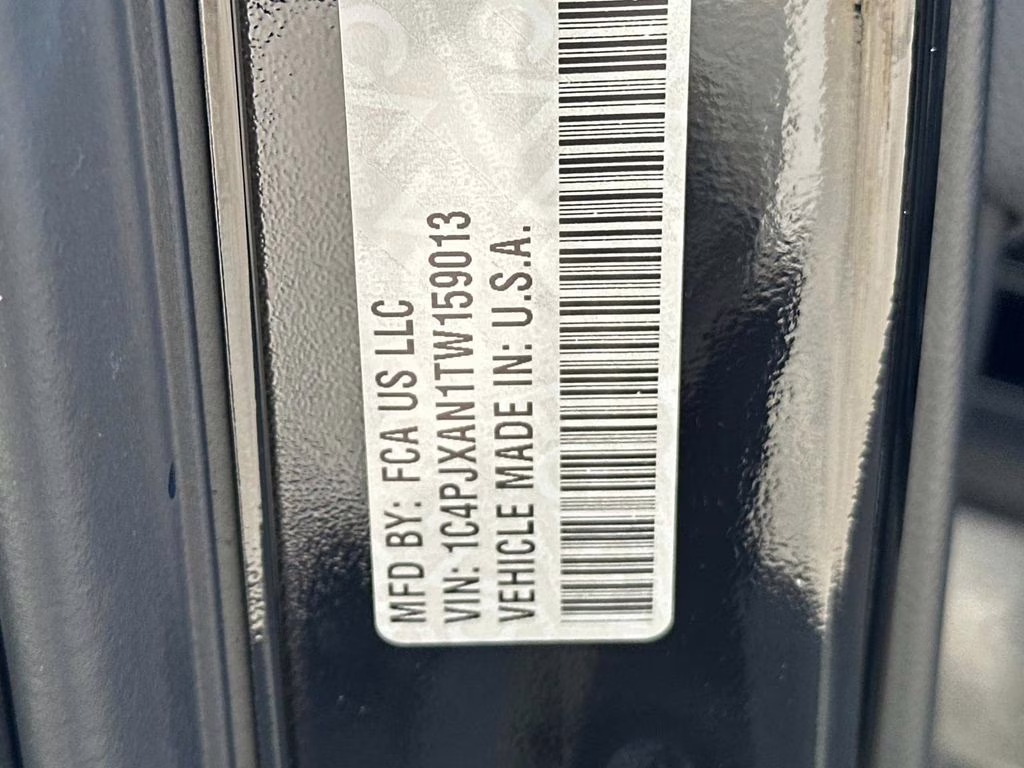 MFD BY: FCA US LLC
VIN: 1C4PJXAN1TW159013
VEHICLE MADE IN: U.S.A.